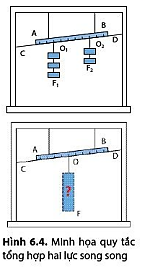 A
B
O₁
O₂
C
D
F₂
F₁
A
B
D
C
D
?
F
Hình 6.4. Minh họa quy tắc
tổng hợp hai lực song song